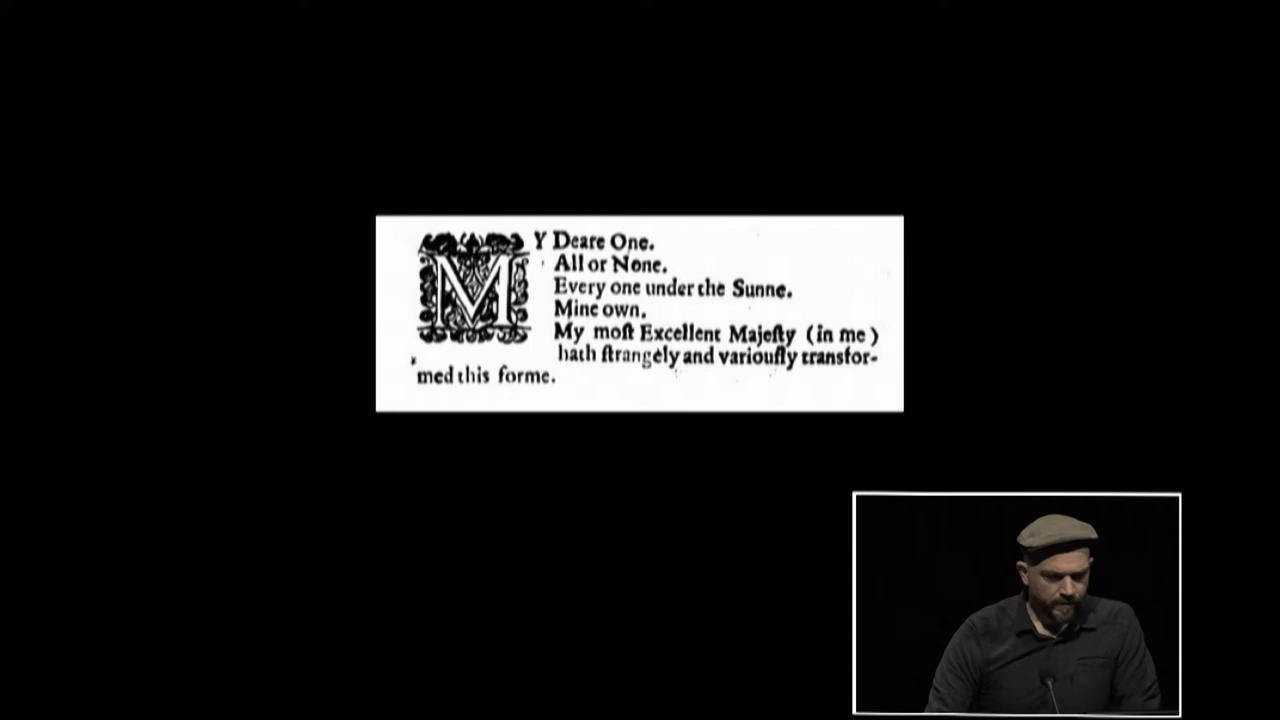 MY Deare One.
All or None.
Every one under the Sunne.
Mine own.
My moſt Excellent Majeſty (in me)
hath ſtrangely and variouſly transfor-
med this forme.